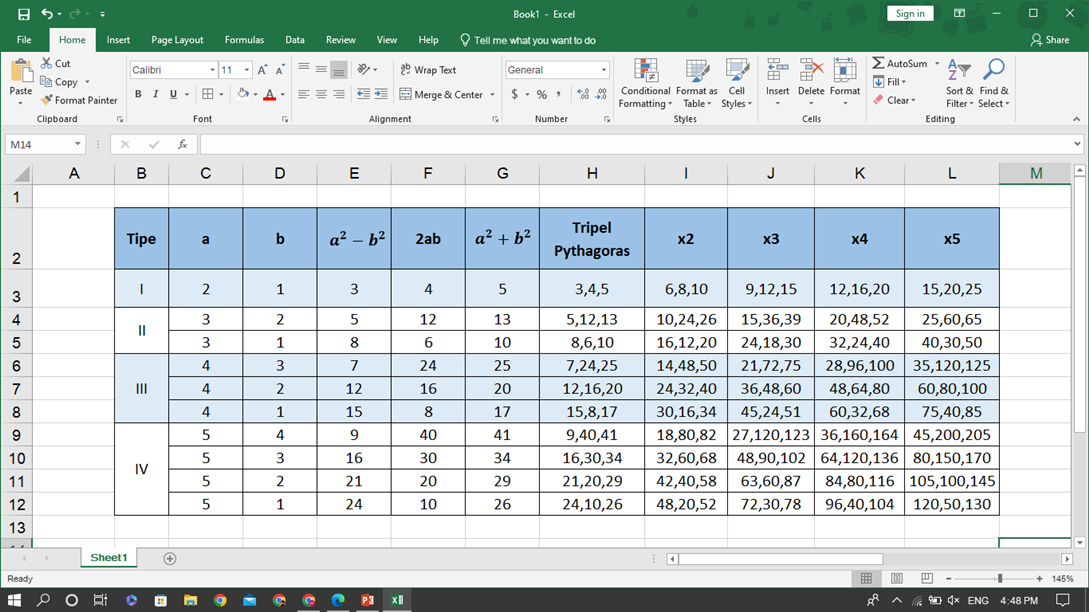 Book1 - Excel
Sign in
File Home Insert Page Layout Formulas Data Review View Help Tell me what you want to do Share
Paste
Cut
Copy
Format Painter
Clipboard
Calibri 11
B I U
Font
Wrap Text
Merge & Center
Alignment
General
$ % ,
Number
Conditional Formatting
Format as Table
Cell Styles
Styles
Insert Delete Format
Cells
AutoSum
Fill
Clear
Sort & Filter
Find & Select
Editing
M14 fx
A B C D E F G H I J K L M
1
2 Tipe a b a² − b² 2ab a² + b² Tripel Pythagoras x2 x3 x4 x5
3 I 2 1 3 4 5 3,4,5 6,8,10 9,12,15 12,16,20 15,20,25
4 II 3 2 5 12 13 5,12,13 10,24,26 15,36,39 20,48,52 25,60,65
5 3 1 8 6 10 8,6,10 16,12,20 24,18,30 32,24,40 40,30,50
6 4 3 7 24 25 7,24,25 14,48,50 21,72,75 28,96,100 35,120,125
7 III 4 2 12 16 20 12,16,20 24,32,40 36,48,60 48,64,80 60,80,100
8 4 1 15 8 17 15,8,17 30,16,34 45,24,51 60,32,68 75,40,85
9 5 4 9 40 41 9,40,41 18,80,82 27,120,123 36,160,164 45,200,205
10 IV 5 3 16 30 34 16,30,34 32,60,68 48,90,102 64,120,136 80,150,170
11 5 2 21 20 29 21,20,29 42,40,58 63,60,87 84,80,116 105,100,145
12 5 1 24 10 26 24,10,26 48,20,52 72,30,78 96,40,104 120,50,130
13
14
Sheet1
Ready
145%
ENG 4:48 PM